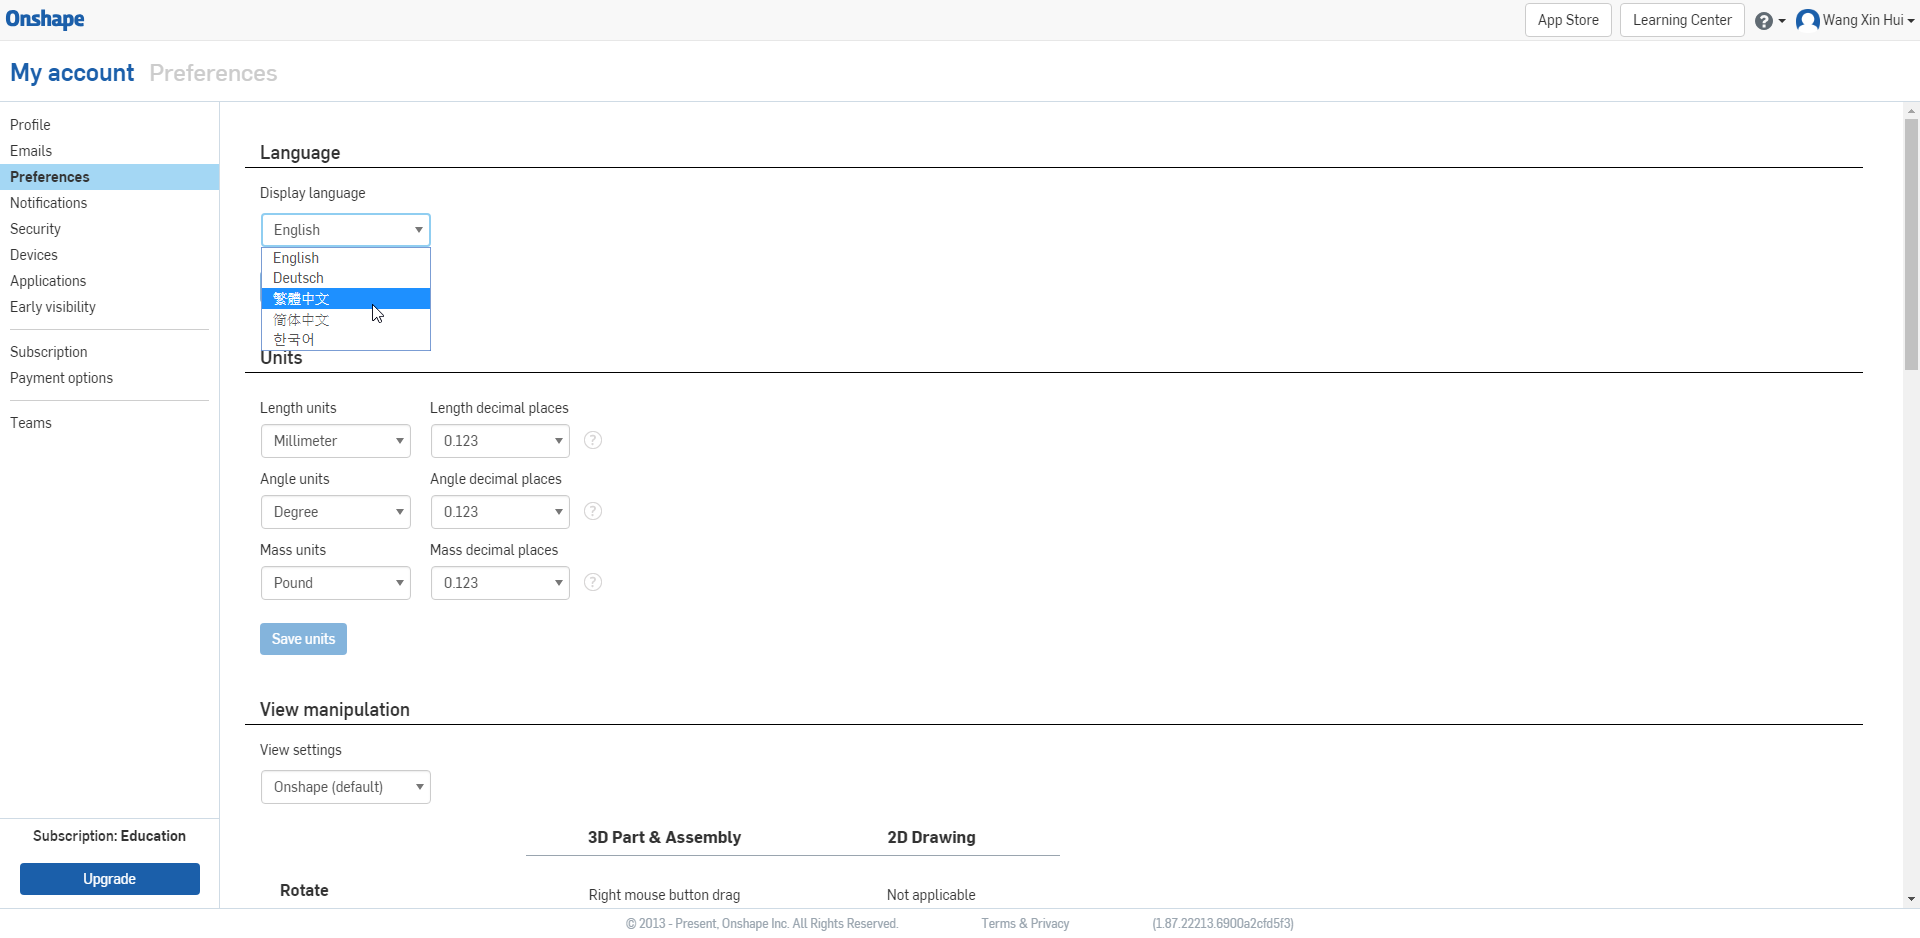 Onshape
App Store
Learning Center
?
Wang Xin Hui
My account Preferences
Profile
Emails
Preferences
Notifications
Security
Devices
Applications
Early visibility
Subscription
Payment options
Teams
Subscription: Education
Upgrade
Language
Display language
English
English
Deutsch
繁體中文
简体中文
한국어
Units
Length units
Length decimal places
Millimeter
0.123
?
Angle units
Angle decimal places
Degree
0.123
?
Mass units
Mass decimal places
Pound
0.123
?
Save units
View manipulation
View settings
Onshape (default)
3D Part & Assembly
2D Drawing
Rotate
Right mouse button drag
Not applicable
© 2013 - Present, Onshape Inc. All Rights Reserved.
Terms & Privacy
(1.87.22213.6900a2cfd5f3)